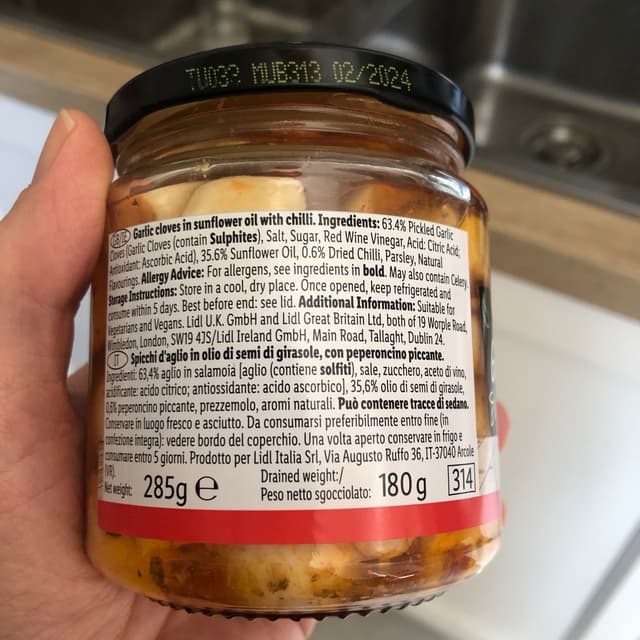 TU033 MUB313 02/2024
GB/IE Garlic cloves in sunflower oil with chilli. Ingredients: 63.4% Pickled Garlic
Cloves (Garlic Cloves (contain Sulphites), Salt, Sugar, Red Wine Vinegar, Acid: Citric Acid;
Antioxidant: Ascorbic Acid), 35.6% Sunflower Oil, 0.6% Dried Chilli, Parsley, Natural
Flavourings. Allergy Advice: For allergens, see ingredients in bold. May also contain Celery.
Storage Instructions: Store in a cool, dry place. Once opened, keep refrigerated and
consume within 5 days. Best before end: see lid. Additional Information: Suitable for
Vegetarians and Vegans. Lidl U.K. GmbH and Lidl Great Britain Ltd, both of 19 Worple Road,
Wimbledon, London, SW19 4JS/Lidl Ireland GmbH, Main Road, Tallaght, Dublin 24.
IT Spicchi d'aglio in olio di semi di girasole, con peperoncino piccante.
Ingredienti: 63,4% aglio in salamoia [aglio (contiene solfiti), sale, zucchero, aceto di vino,
acidificante: acido citrico; antiossidante: acido ascorbico], 35,6% olio di semi di girasole,
0,6% peperoncino piccante, prezzemolo, aromi naturali. Può contenere tracce di sedano.
Conservare in luogo fresco e asciutto. Da consumarsi preferibilmente entro fine (in
confezione integra): vedere bordo del coperchio. Una volta aperto conservare in frigo e
consumare entro 5 giorni. Prodotto per Lidl Italia Srl, Via Augusto Ruffo 36, IT-37040 Arcole
(VR).
Net weight: 285g e Drained weight:/ Peso netto sgocciolato: 180g 314